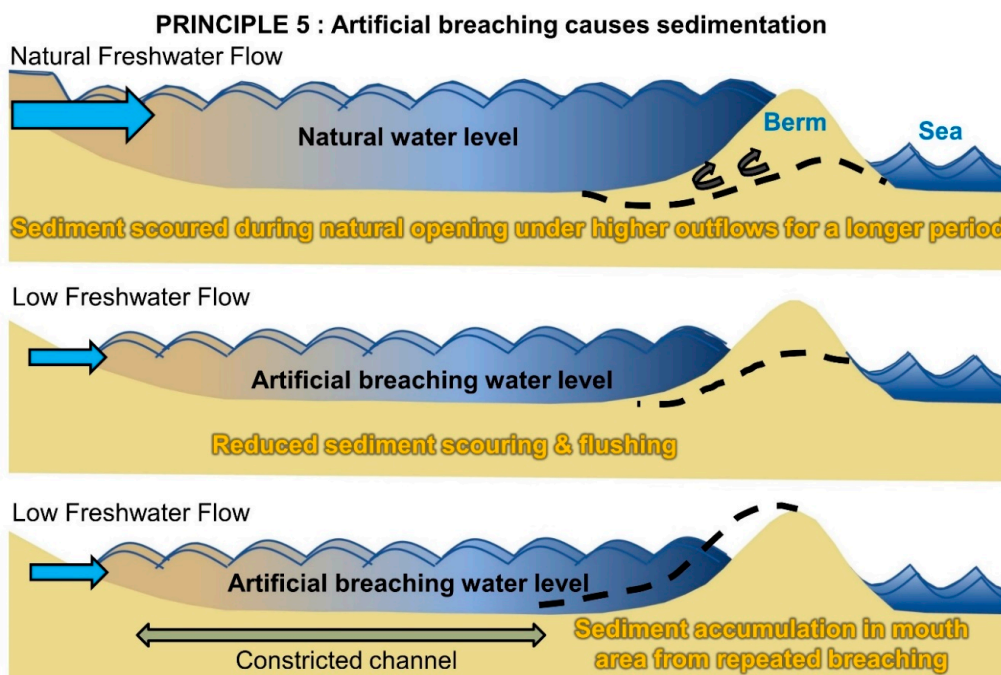 PRINCIPLE 5 : Artificial breaching causes sedimentation
Natural Freshwater Flow
Natural water level
Berm
Sea
Sediment scoured during natural opening under higher outflows for a longer period
Low Freshwater Flow
Artificial breaching water level
Reduced sediment scouring & flushing
Low Freshwater Flow
Artificial breaching water level
Constricted channel
Sediment accumulation in mouth
area from repeated breaching